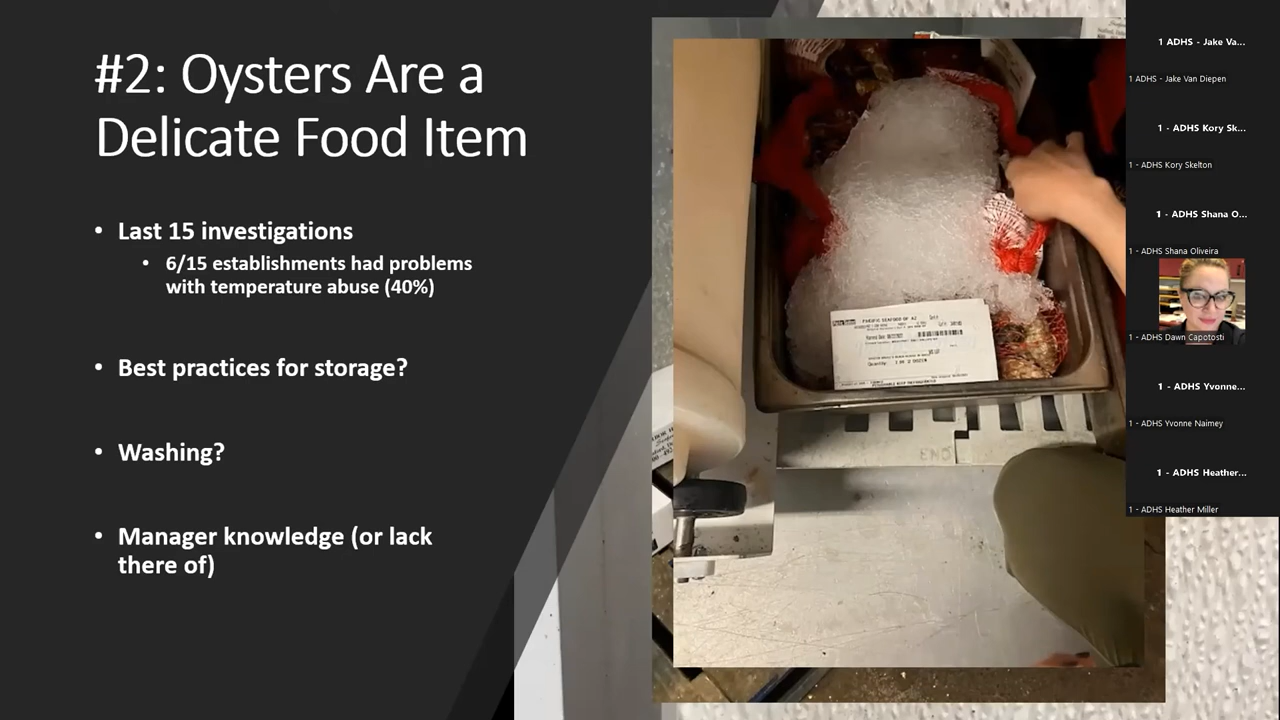 #2: Oysters Are a
Delicate Food Item
• Last 15 investigations
• 6/15 establishments had problems
with temperature abuse (40%)
• Best practices for storage?
• Washing?
• Manager knowledge (or lack
there of)
PACIFIC SEAFOOD OF AZ
Quantity:
CM3
1 ADHS - Jake Va...
1 ADHS - Jake Van Diepen
1 - ADHS Kory Sk...
1 - ADHS Kory Skelton
1 - ADHS Shana O...
1 - ADHS Shana Oliveira
1 - ADHS Dawn Capotosti
1 - ADHS Yvonne...
1 - ADHS Yvonne Naimey
1 - ADHS Heather...
1 - ADHS Heather Miller